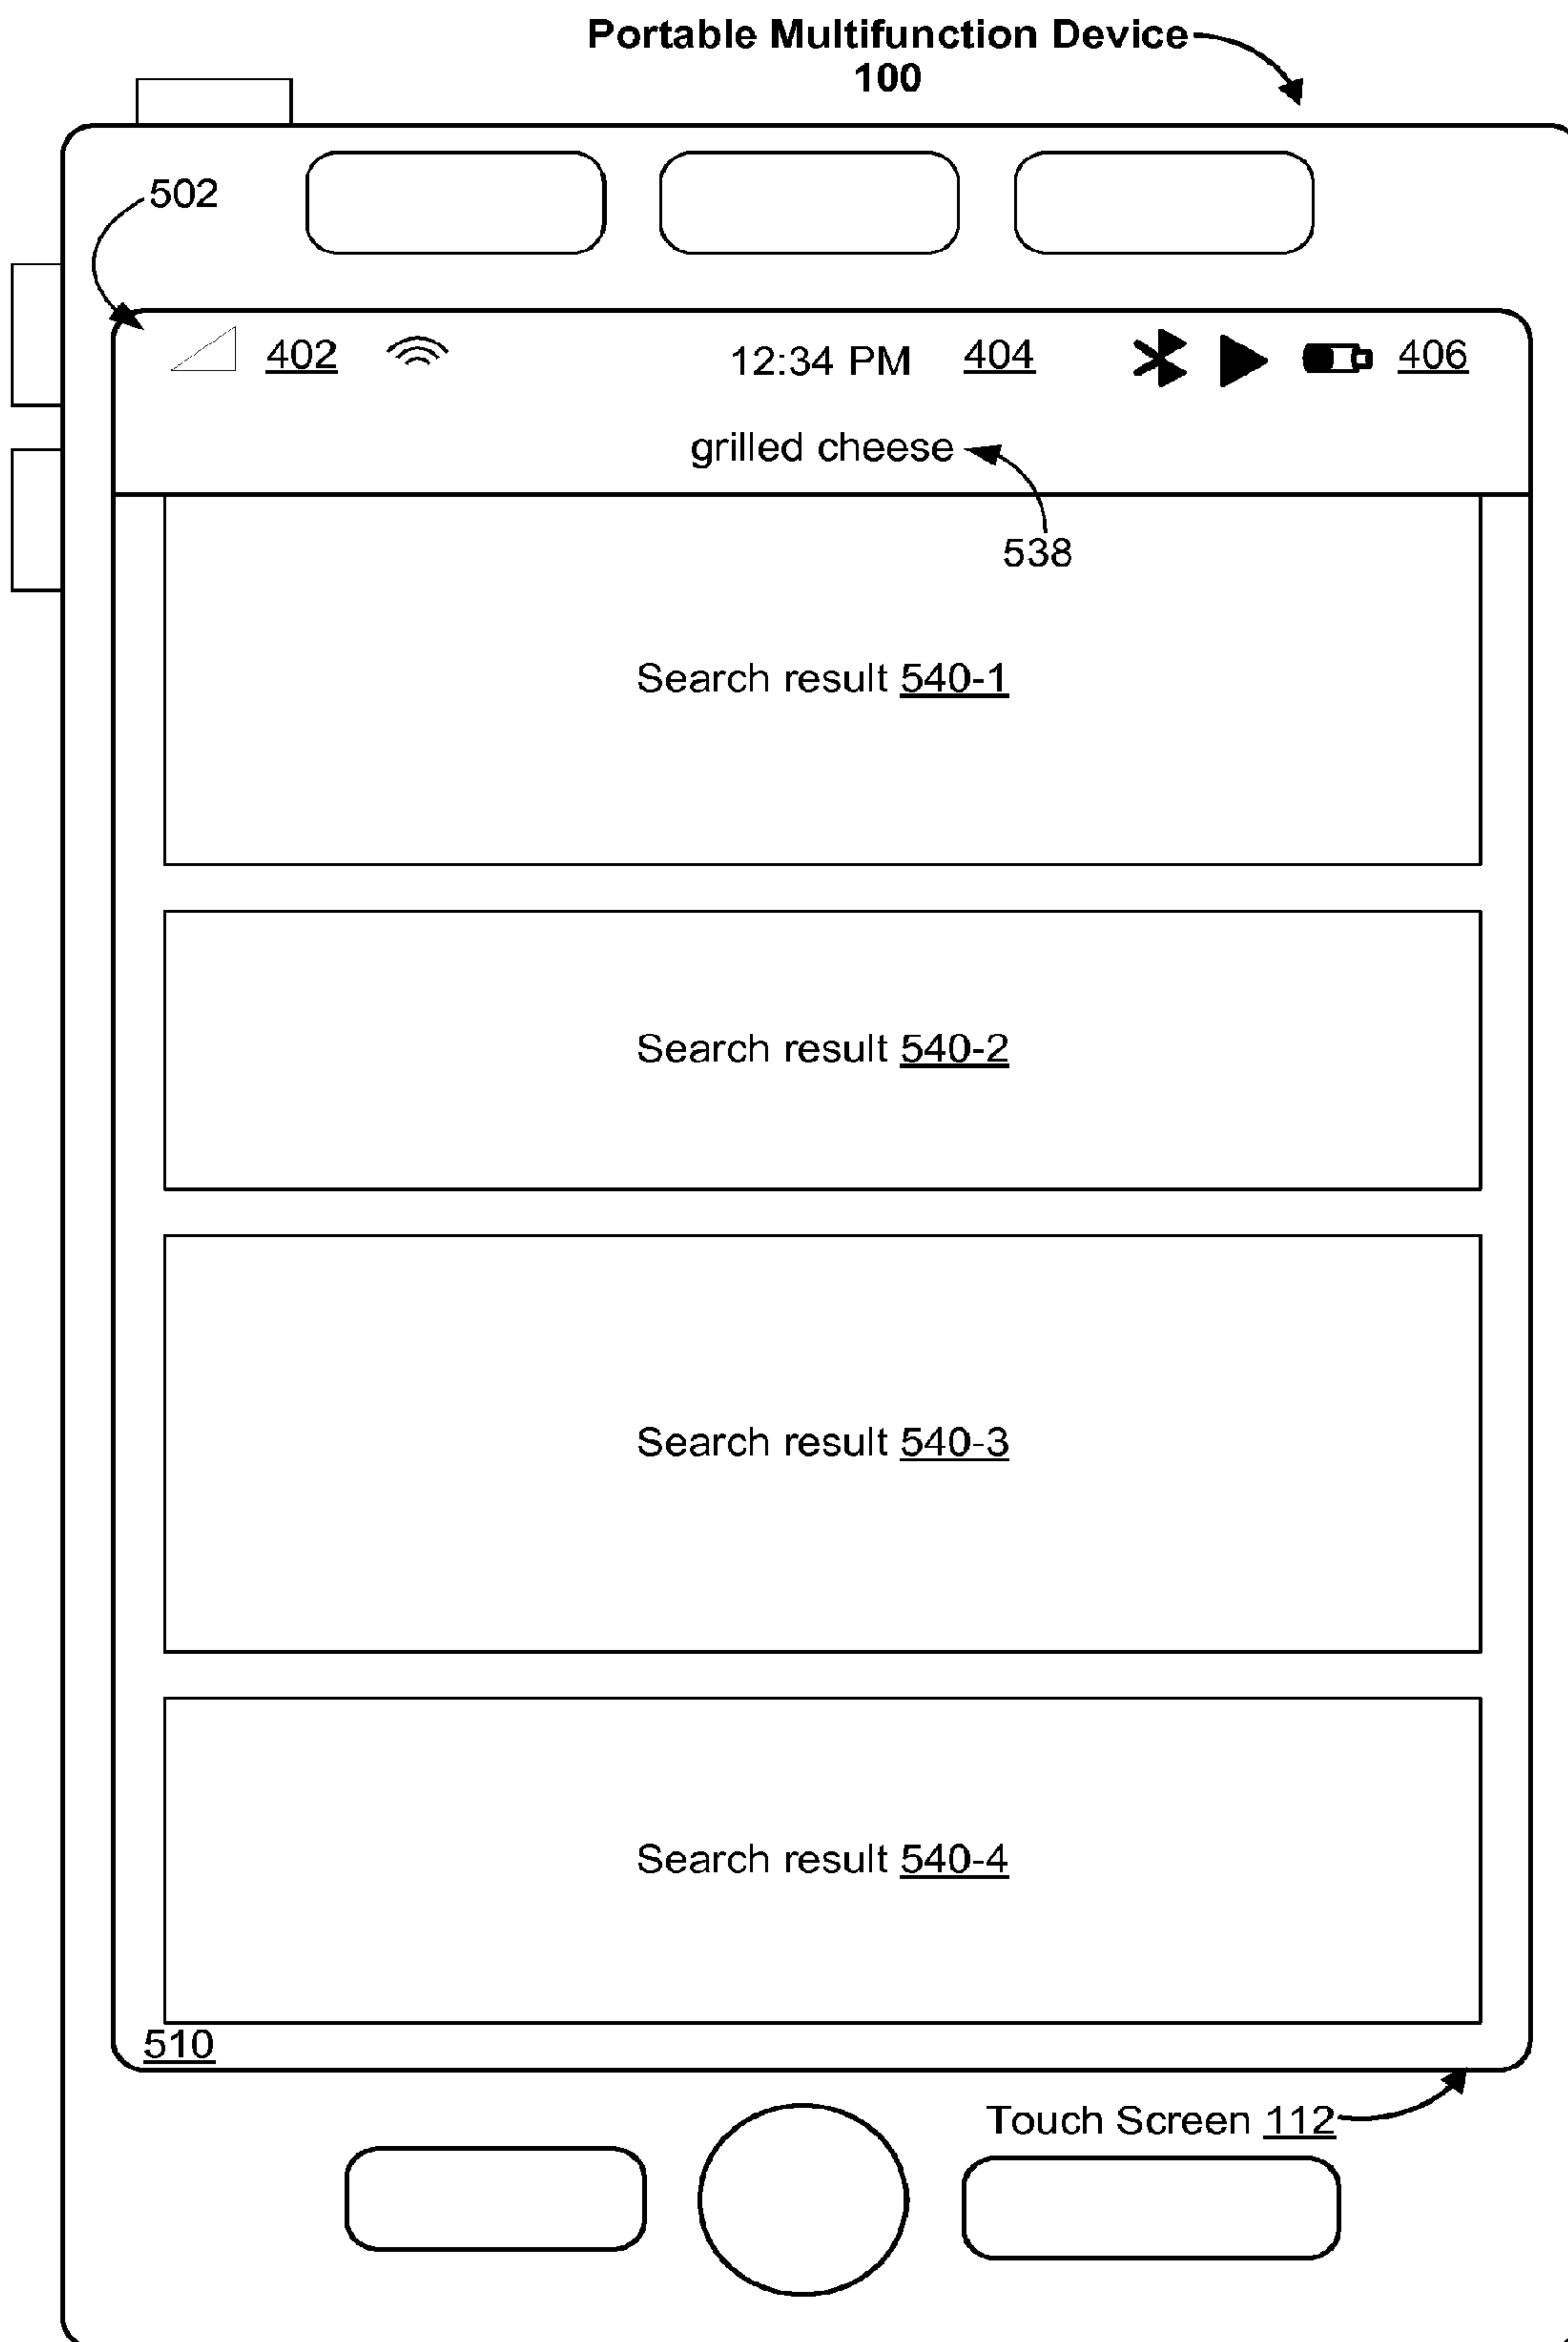 Portable Multifunction Device
100
502
402 12:34 PM 404 406
grilled cheese
538
Search result 540-1
Search result 540-2
Search result 540-3
Search result 540-4
510
Touch Screen 112